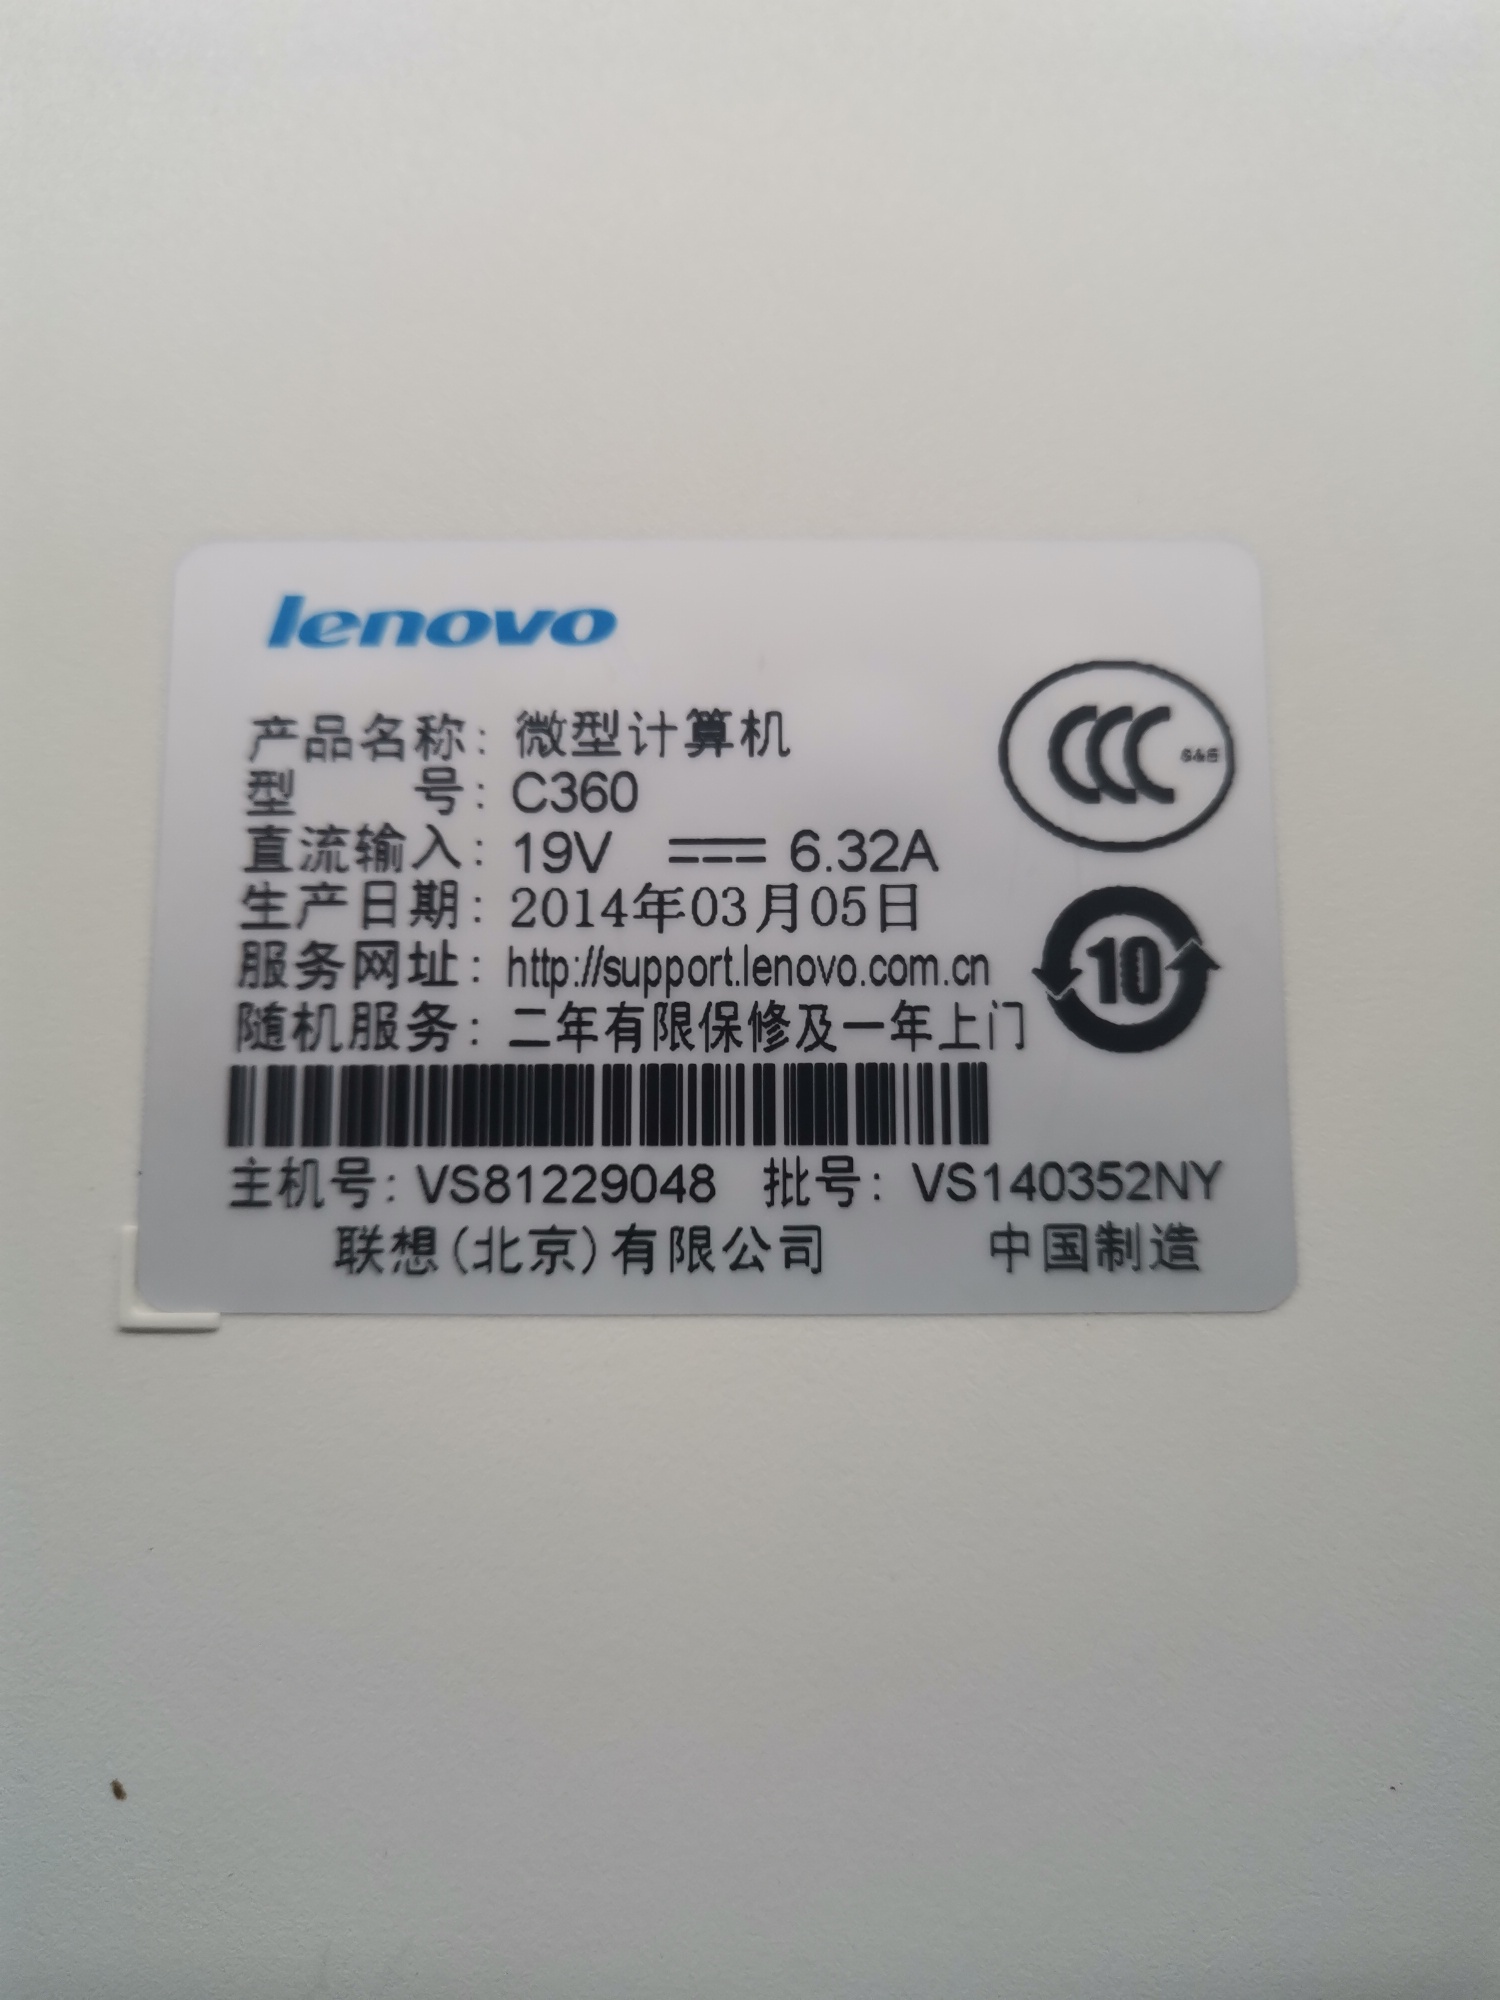 lenovo
产品名称：微型计算机
型号：C360
CCC S&E
直流输入：19V ⎓ 6.32A
生产日期：2014年03月05日
服务网址：http://support.lenovo.com.cn
10
随机服务：二年有限保修及一年上门
主机号：VS81229048 批号：VS140352NY
联想(北京)有限公司 中国制造